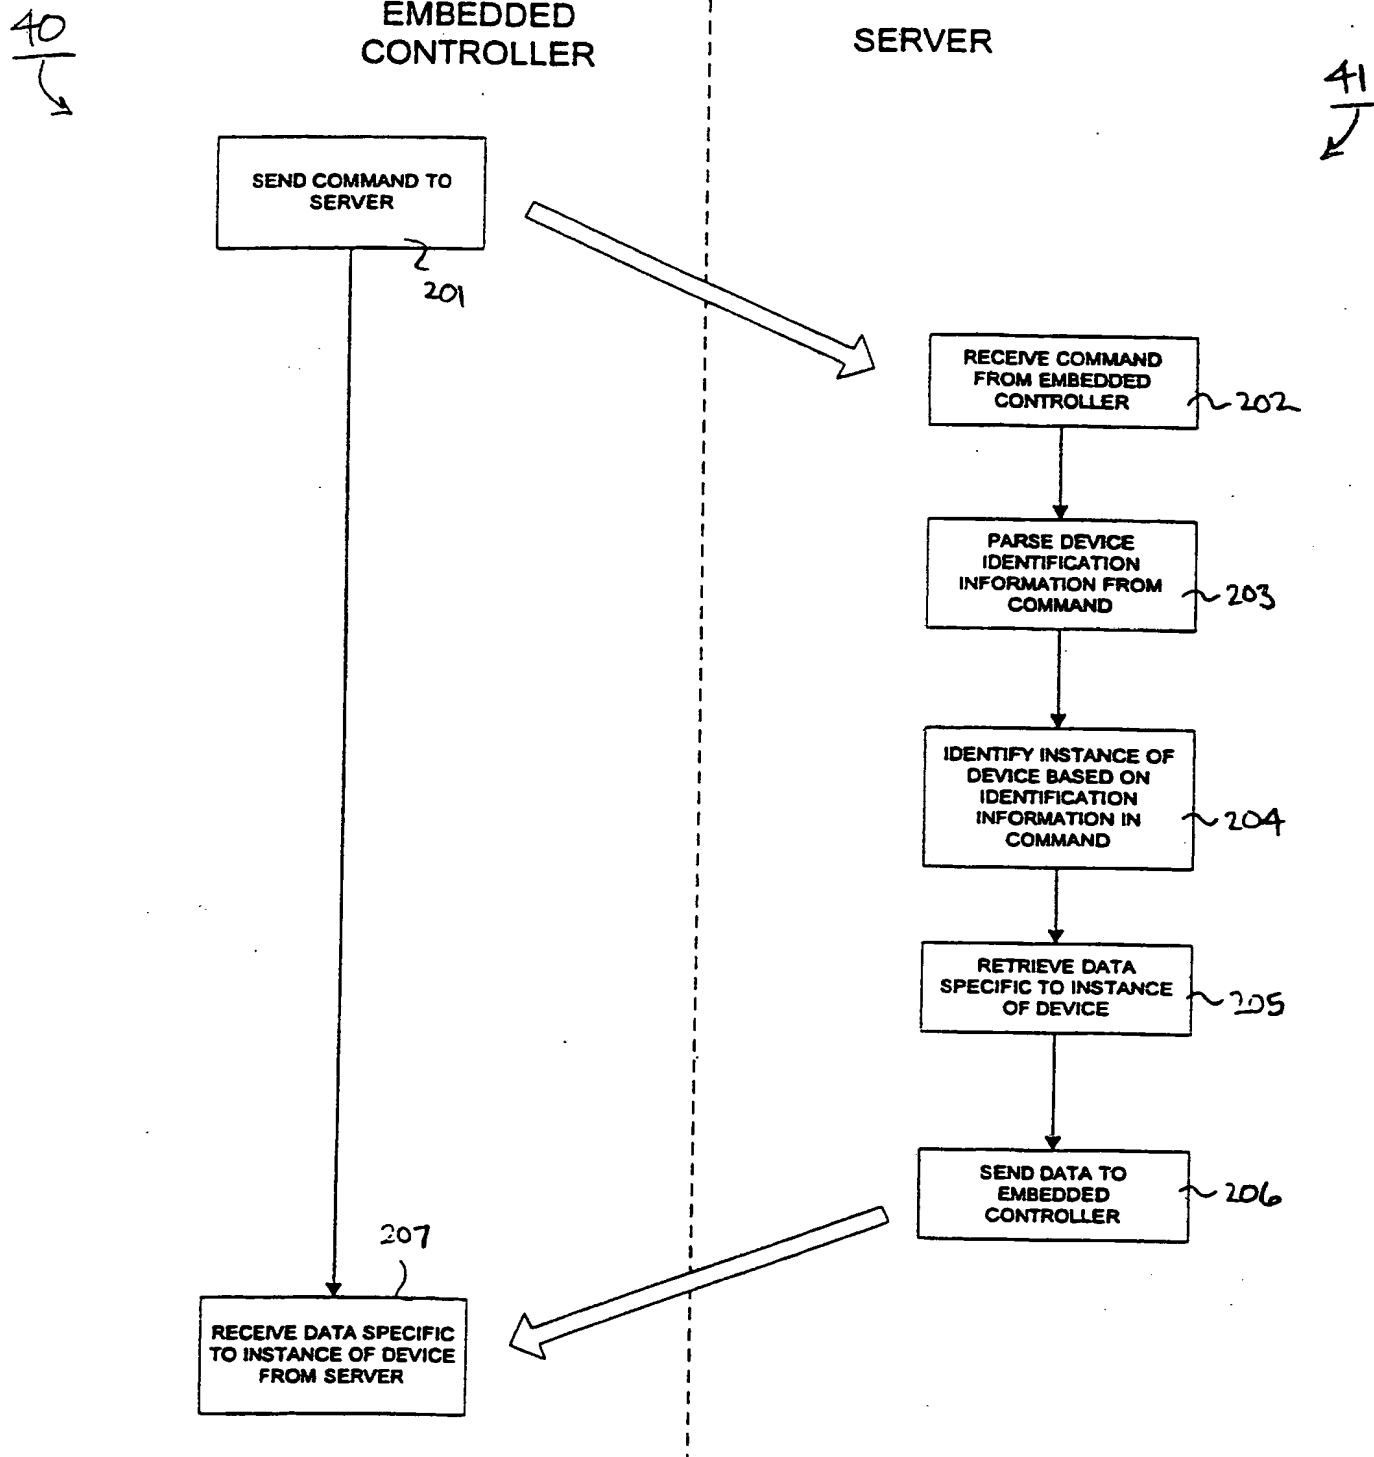 40
EMBEDDED
CONTROLLER
SERVER
41
SEND COMMAND TO
SERVER
201
RECEIVE COMMAND
FROM EMBEDDED
CONTROLLER
202
PARSE DEVICE
IDENTIFICATION
INFORMATION FROM
COMMAND
203
IDENTIFY INSTANCE OF
DEVICE BASED ON
IDENTIFICATION
INFORMATION IN
COMMAND
204
RETRIEVE DATA
SPECIFIC TO INSTANCE
OF DEVICE
205
SEND DATA TO
EMBEDDED
CONTROLLER
206
207
RECEIVE DATA SPECIFIC
TO INSTANCE OF DEVICE
FROM SERVER